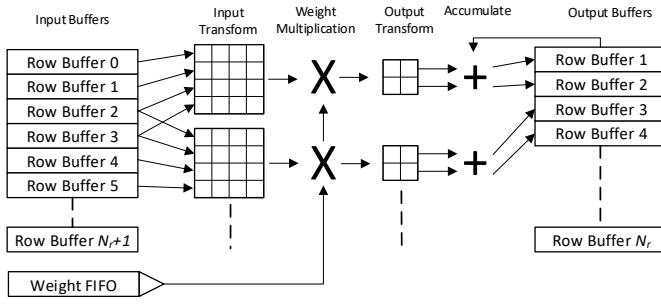 Input Buffers
Input
Transform
Weight
Multiplication
Output
Transform
Accumulate
Output Buffers
Row Buffer 0
Row Buffer 1
Row Buffer 2
Row Buffer 3
Row Buffer 4
Row Buffer 5
Row Buffer Nr+1
Weight FIFO
X
X
+
+
Row Buffer 1
Row Buffer 2
Row Buffer 3
Row Buffer 4
Row Buffer Nr